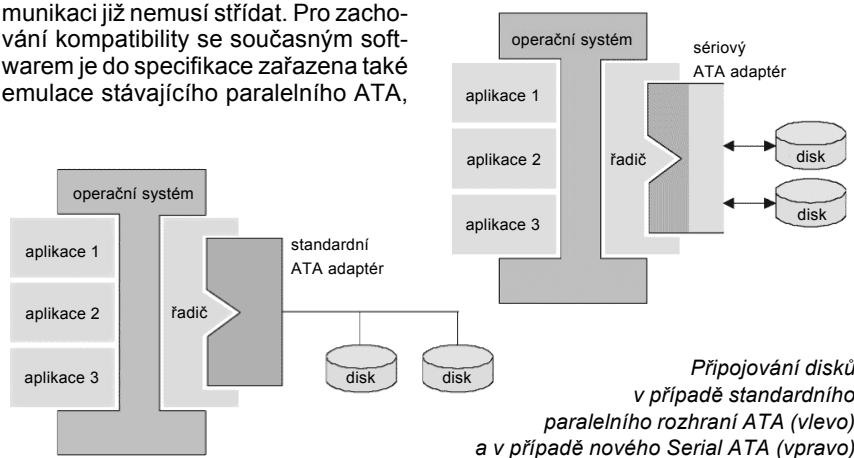 munikaci již nemusí střídat. Pro zacho-
vání kompatibility se současným soft-
warem je do specifikace zařazena také
emulace stávajícího paralelního ATA,
operační systém
aplikace 1
aplikace 2
aplikace 3
řadič
standardní
ATA adaptér
disk
disk
operační systém
aplikace 1
aplikace 2
aplikace 3
řadič
sériový
ATA adaptér
disk
disk
Připojování disků
v případě standardního
paralelního rozhraní ATA (vlevo)
a v případě nového Serial ATA (vpravo)